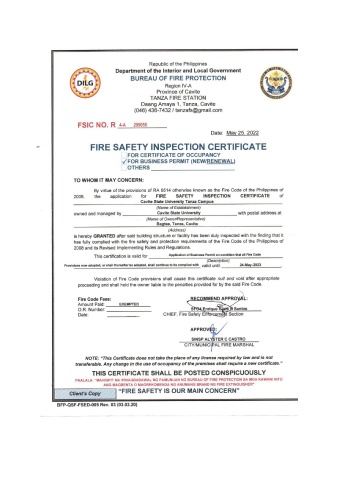 Republic of the Philippines
Department of the Interior and Local Government
BUREAU OF FIRE PROTECTION
Region IV-A
Province of Cavite
TANZA FIRE STATION
Daang Amaya 1, Tanza, Cavite
(046) 436-7432 / tanzafs@gmail.com
DILG
FSIC NO. R 4-A
Date: May 25, 2022
FIRE SAFETY INSPECTION CERTIFICATE
FOR CERTIFICATE OF OCCUPANCY
✓ FOR BUSINESS PERMIT (NEW/RENEWAL)
OTHERS
TO WHOM IT MAY CONCERN:
By virtue of the provisions of RA 9514 otherwise known as the Fire Code of the Philippines of
2008, the application for FIRE SAFETY INSPECTION CERTIFICATE of
Cavite State University Tanza Campus
(Name of Establishment)
owned and managed by Cavite State University with postal address at
(Name of Owner/Representative)
Bagtas, Tanza, Cavite
(Address)
is hereby GRANTED after said building structure or facility has been duly inspected with the finding that it
has fully complied with the fire safety and protection requirements of the Fire Code of the Philippines of
2008 and its Revised Implementing Rules and Regulations.
This certification is valid for Application of Business Permit on condition that all Fire Code
(Description)
Provisions now adopted, or shall thereafter be adopted, shall continue to be complied with valid until 24-May-2023
Violation of Fire Code provisions shall cause this certificate null and void after appropriate
proceeding and shall hold the owner liable to the penalties provided for by the said Fire Code.
Fire Code Fees:
Amount Paid: EXEMPTED
O.R. Number:
Date:
RECOMMEND APPROVAL:
CHIEF, Fire Safety Enforcement Section
APPROVED:
SINSP ALYSTER C CASTRO
CITY/MUNICIPAL FIRE MARSHAL
NOTE: "This Certificate does not take the place of any license required by law and is not
transferable. Any change in the use of occupancy of the premises shall require a new certificate."
THIS CERTIFICATE SHALL BE POSTED CONSPICUOUSLY
PAALALA: "MAHIGPIT NA IPINAGBABAWAL NG PAMUNUAN NG BUREAU OF FIRE PROTECTION SA MGA KAWANI NITO
ANG MAGBENTA O MAGREKOMENDA NG ANUMANG BRAND NG FIRE EXTINGUISHER"
"FIRE SAFETY IS OUR MAIN CONCERN"
Client's Copy
BFP-QSF-FSED-005 Rev. 03 (03.03.20)